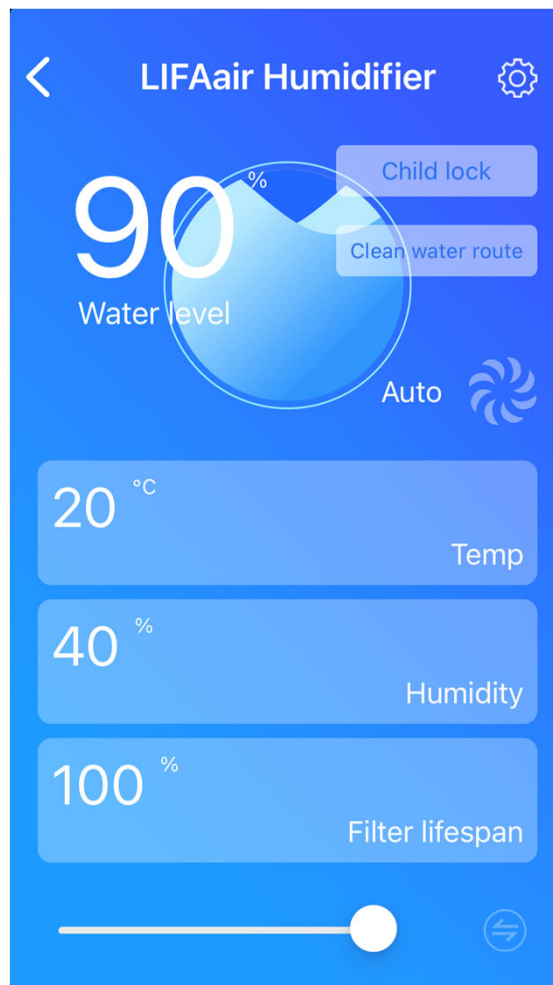 LIFAair Humidifier
90 %
Water level
Child lock
Clean water route
Auto
20 °C
Temp
40 %
Humidity
100 %
Filter lifespan